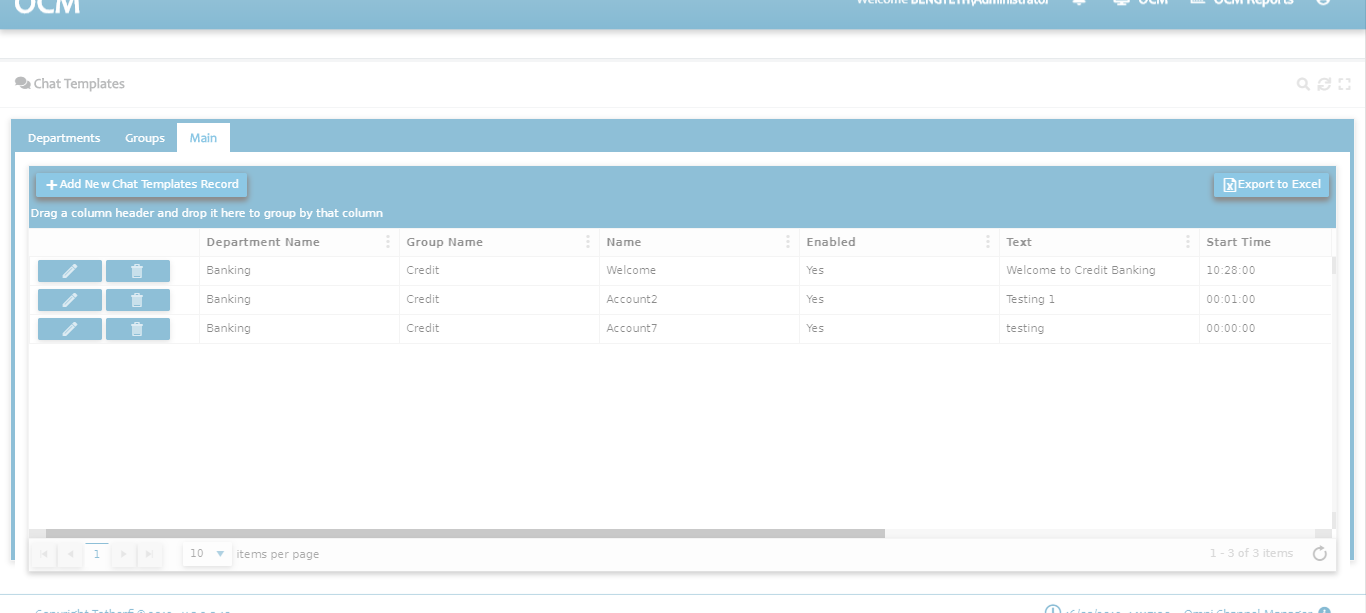 OCM
Welcome BENGTETH\Administrator OCM OCM Reports
Chat Templates
Departments Groups Main
Add New Chat Templates Record Export to Excel
Drag a column header and drop it here to group by that column
Department Name Group Name Name Enabled Text Start Time
Banking Credit Welcome Yes Welcome to Credit Banking 10:28:00
Banking Credit Account2 Yes Testing 1 00:01:00
Banking Credit Account7 Yes testing 00:00:00
1 10 items per page 1 - 3 of 3 items
Copyright Tetherfi © Omni Channel Manager